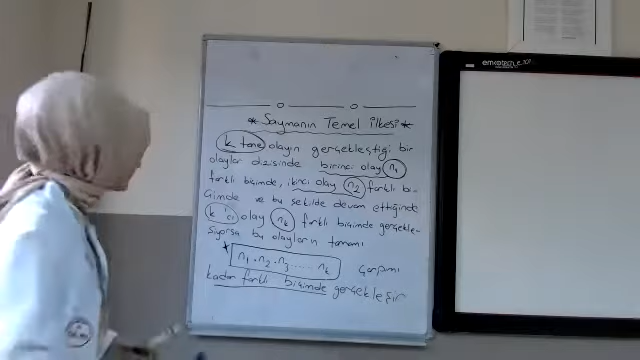 * Saymanın Temel İlkesi *
k tane olayın gerçekleştiği bir
olaylar dizisinde birinci olay n₁
farklı biçimde, ikinci olay n₂ farklı bi-
çimde ve bu şekilde devam ettiğinde
k'ıcı olay nₖ farklı biçimde gerçekle-
şiyorsa bu olayların tamamı
* n₁.n₂.n₃.....nₖ çarpımı
kadar farklı biçimde gerçekleşir